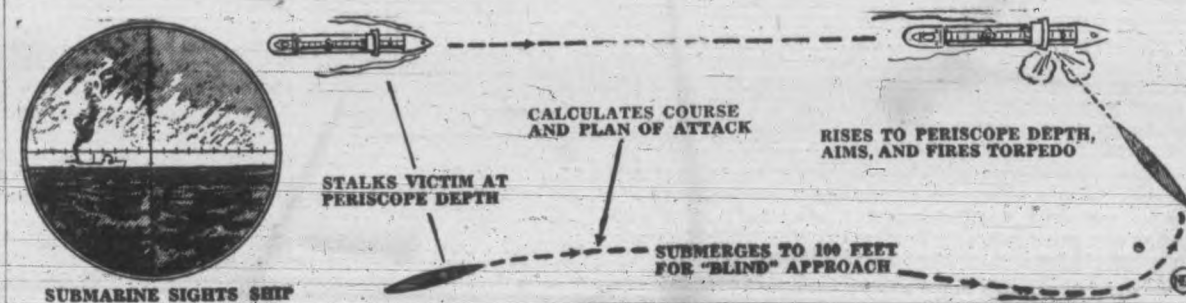 SUBMARINE SIGHTS SHIP
STALKS VICTIM AT
PERISCOPE DEPTH
CALCULATES COURSE
AND PLAN OF ATTACK
SUBMERGES TO 100 FEET
FOR "BLIND" APPROACH
RISES TO PERISCOPE DEPTH,
AIMS, AND FIRES TORPEDO